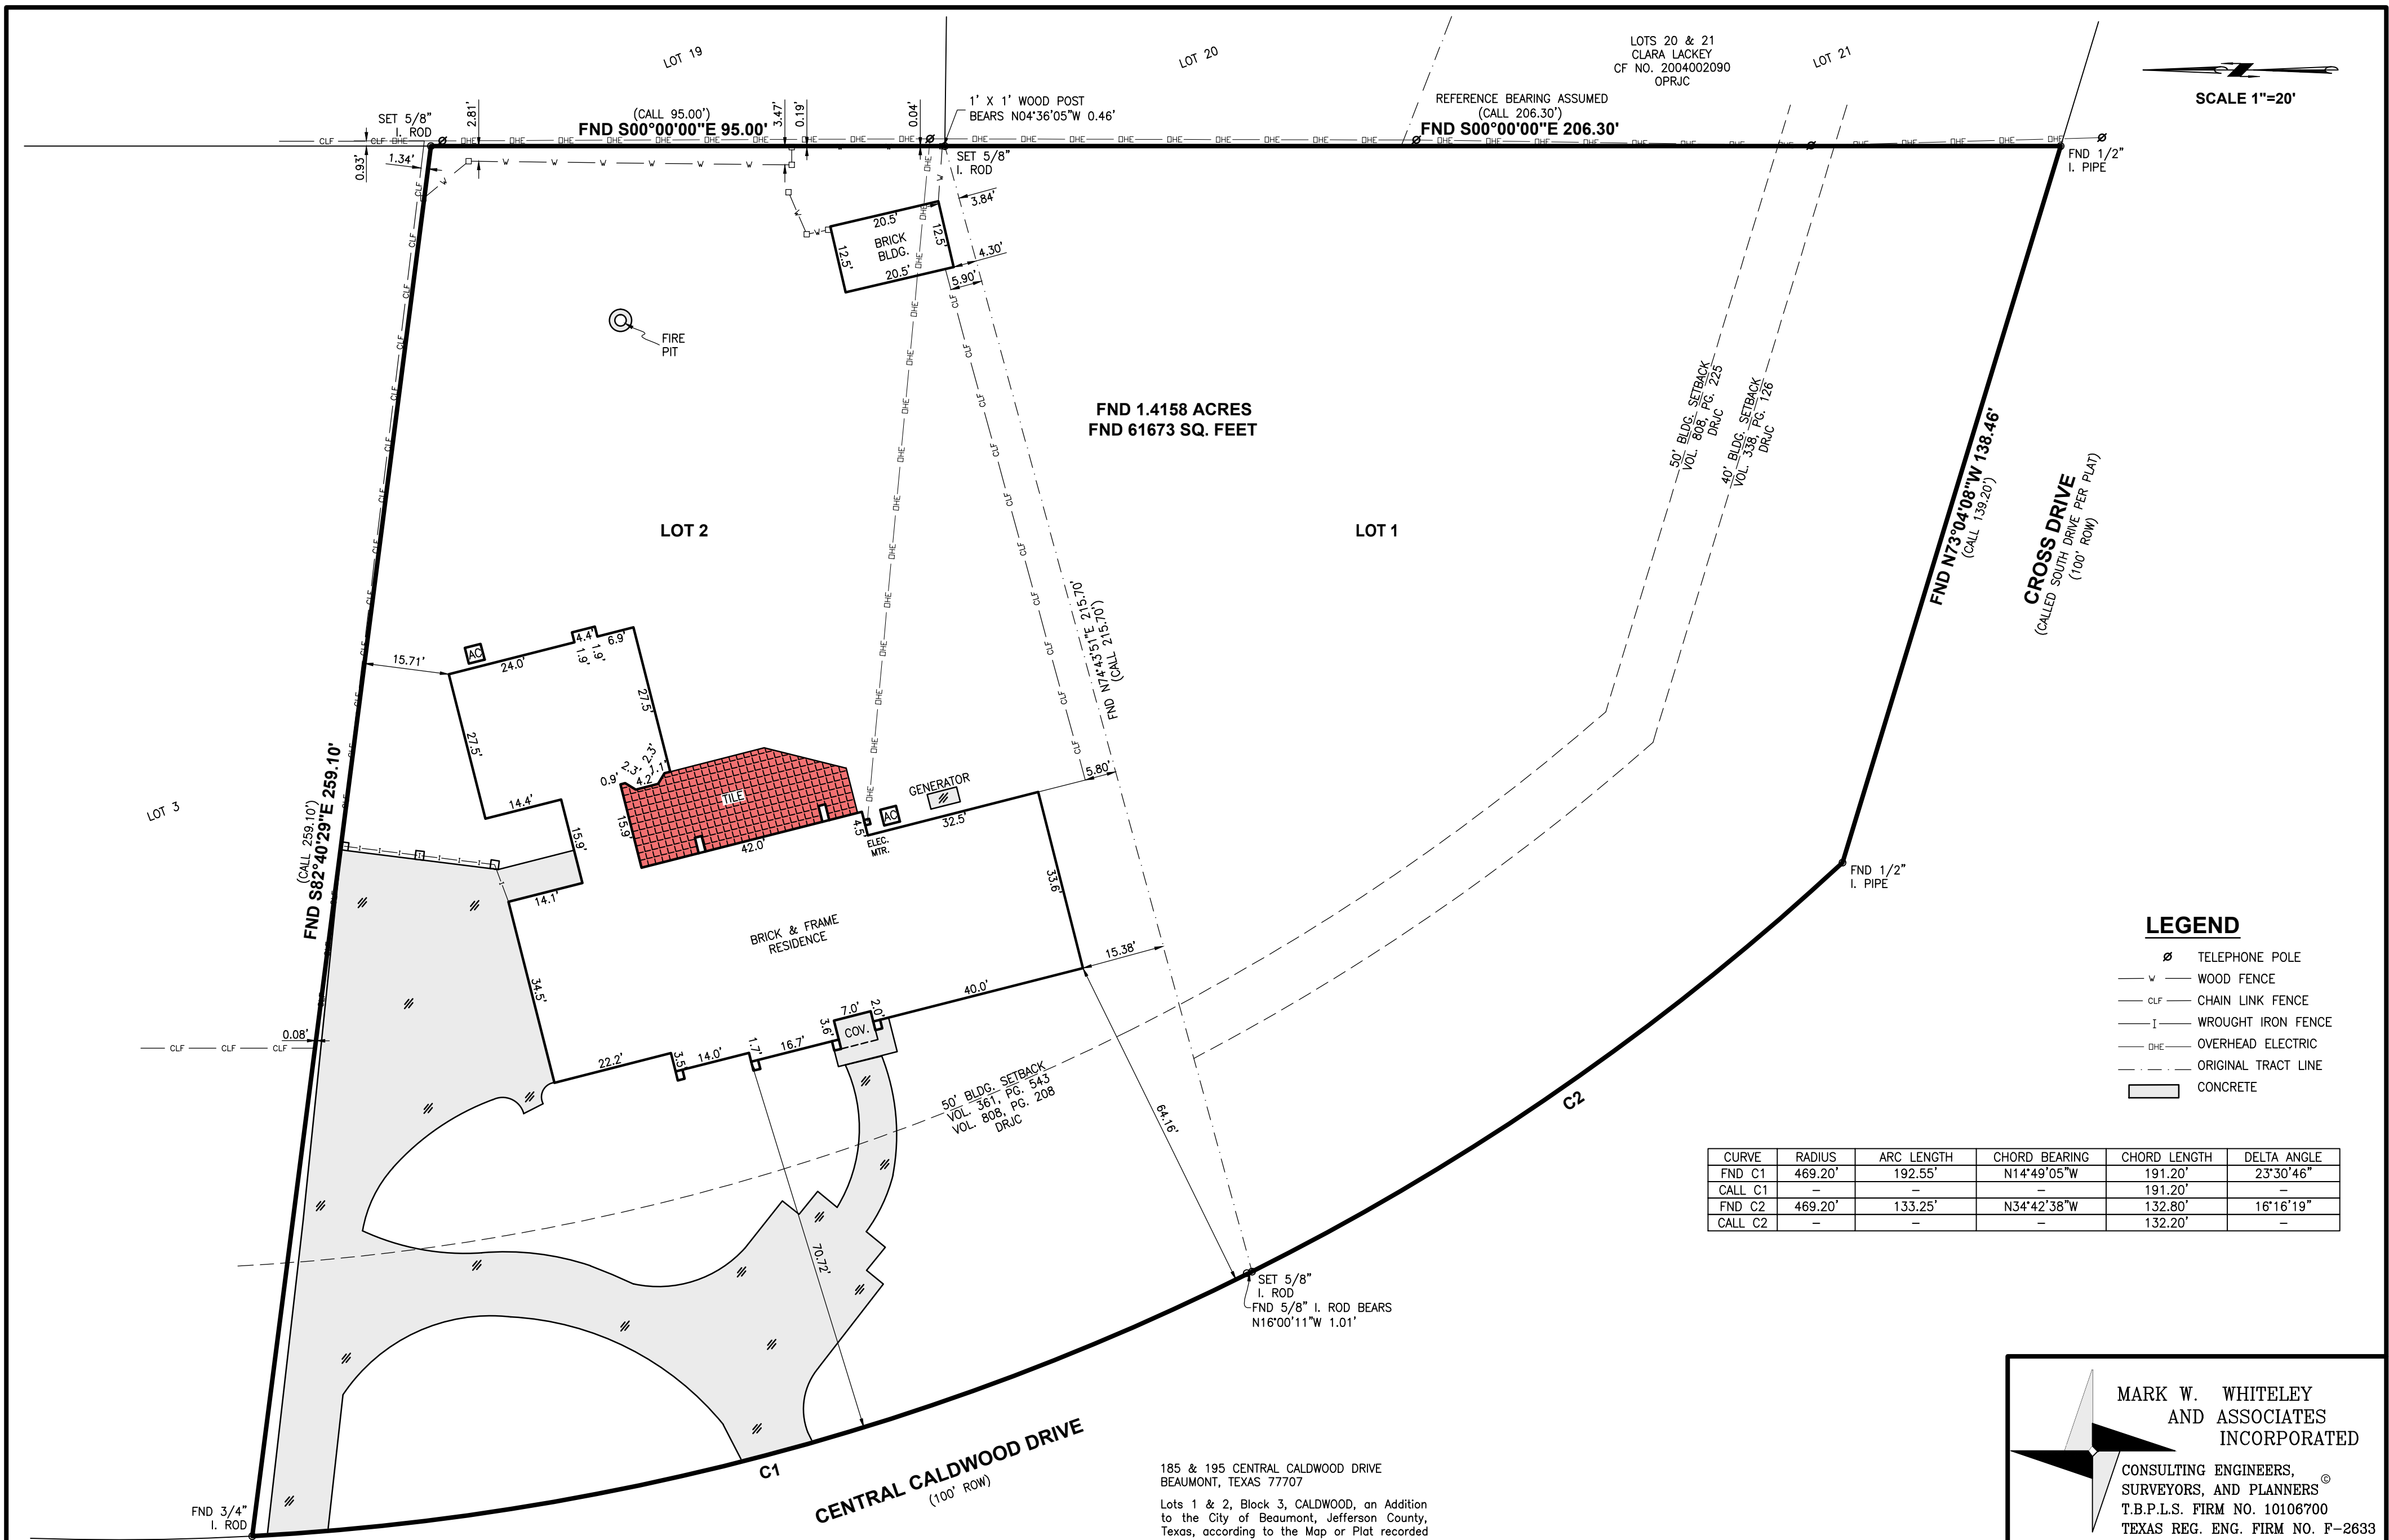 LOT 19
LOT 20
LOTS 20 & 21
CLARA LACKEY
CF NO. 2004002090
OPRJC
LOT 21
SCALE 1"=20'
SET 5/8"
I. ROD
2.81'
(CALL 95.00')
FND S00°00'00"E 95.00'
3.47'
0.19'
0.04'
1' X 1' WOOD POST
BEARS N04°36'05"W 0.46'
REFERENCE BEARING ASSUMED
(CALL 206.30')
FND S00°00'00"E 206.30'
0.93'
1.34'
SET 5/8"
I. ROD
FND 1/2"
I. PIPE
3.84'
20.5'
BRICK
BLDG.
12.5'
12.5'
20.5'
4.30'
5.90'
FIRE
PIT
FND 1.4158 ACRES
FND 61673 SQ. FEET
50' BLDG. SETBACK
VOL. 808, PG. 225
DRJC
40' BLDG. SETBACK
VOL. 338, PG. 126
DRJC
FND N73°04'08"W 138.46'
(CALL 139.20')
CROSS DRIVE
(CALLED SOUTH DRIVE PER PLAT)
(100' ROW)
LOT 2
LOT 1
FND N74°43'51"E 215.70'
(CALL 215.70')
15.71'
AC
24.0'
4.4'
1.9'
1.9'
6.9'
27.5'
27.5'
0.9'
2.3'
2.3'
4.2'
1.1'
TILE
14.4'
15.9'
15.9'
42.0'
4.5'
ELEC.
MTR.
AC
GENERATOR
32.5'
5.80'
LOT 3
(CALL 259.10')
FND S82°40'29"E 259.10'
33.6'
FND 1/2"
I. PIPE
14.1'
BRICK & FRAME
RESIDENCE
15.38'
34.5'
40.0'
7.0'
2.0'
3.6'
COV.
0.08'
22.2'
3.5'
14.0'
1.7'
16.7'
50' BLDG. SETBACK
VOL. 361, PG. 543
VOL. 808, PG. 208
DRJC
64.16'
70.72'
C2
LEGEND
TELEPHONE POLE
W WOOD FENCE
CLF CHAIN LINK FENCE
I WROUGHT IRON FENCE
OHE OVERHEAD ELECTRIC
ORIGINAL TRACT LINE
CONCRETE
CURVE RADIUS ARC LENGTH CHORD BEARING CHORD LENGTH DELTA ANGLE
FND C1 469.20' 192.55' N14°49'05"W 191.20' 23°30'46"
CALL C1 – – – 191.20' –
FND C2 469.20' 133.25' N34°42'38"W 132.80' 16°16'19"
CALL C2 – – – 132.20' –
SET 5/8"
I. ROD
FND 5/8" I. ROD BEARS
N16°00'11"W 1.01'
C1
CENTRAL CALDWOOD DRIVE
(100' ROW)
FND 3/4"
I. ROD
185 & 195 CENTRAL CALDWOOD DRIVE
BEAUMONT, TEXAS 77707
Lots 1 & 2, Block 3, CALDWOOD, an Addition
to the City of Beaumont, Jefferson County,
Texas, according to the Map or Plat recorded
MARK W. WHITELEY
AND ASSOCIATES
INCORPORATED
CONSULTING ENGINEERS,
SURVEYORS, AND PLANNERS ©
T.B.P.L.S. FIRM NO. 10106700
TEXAS REG. ENG. FIRM NO. F-2633